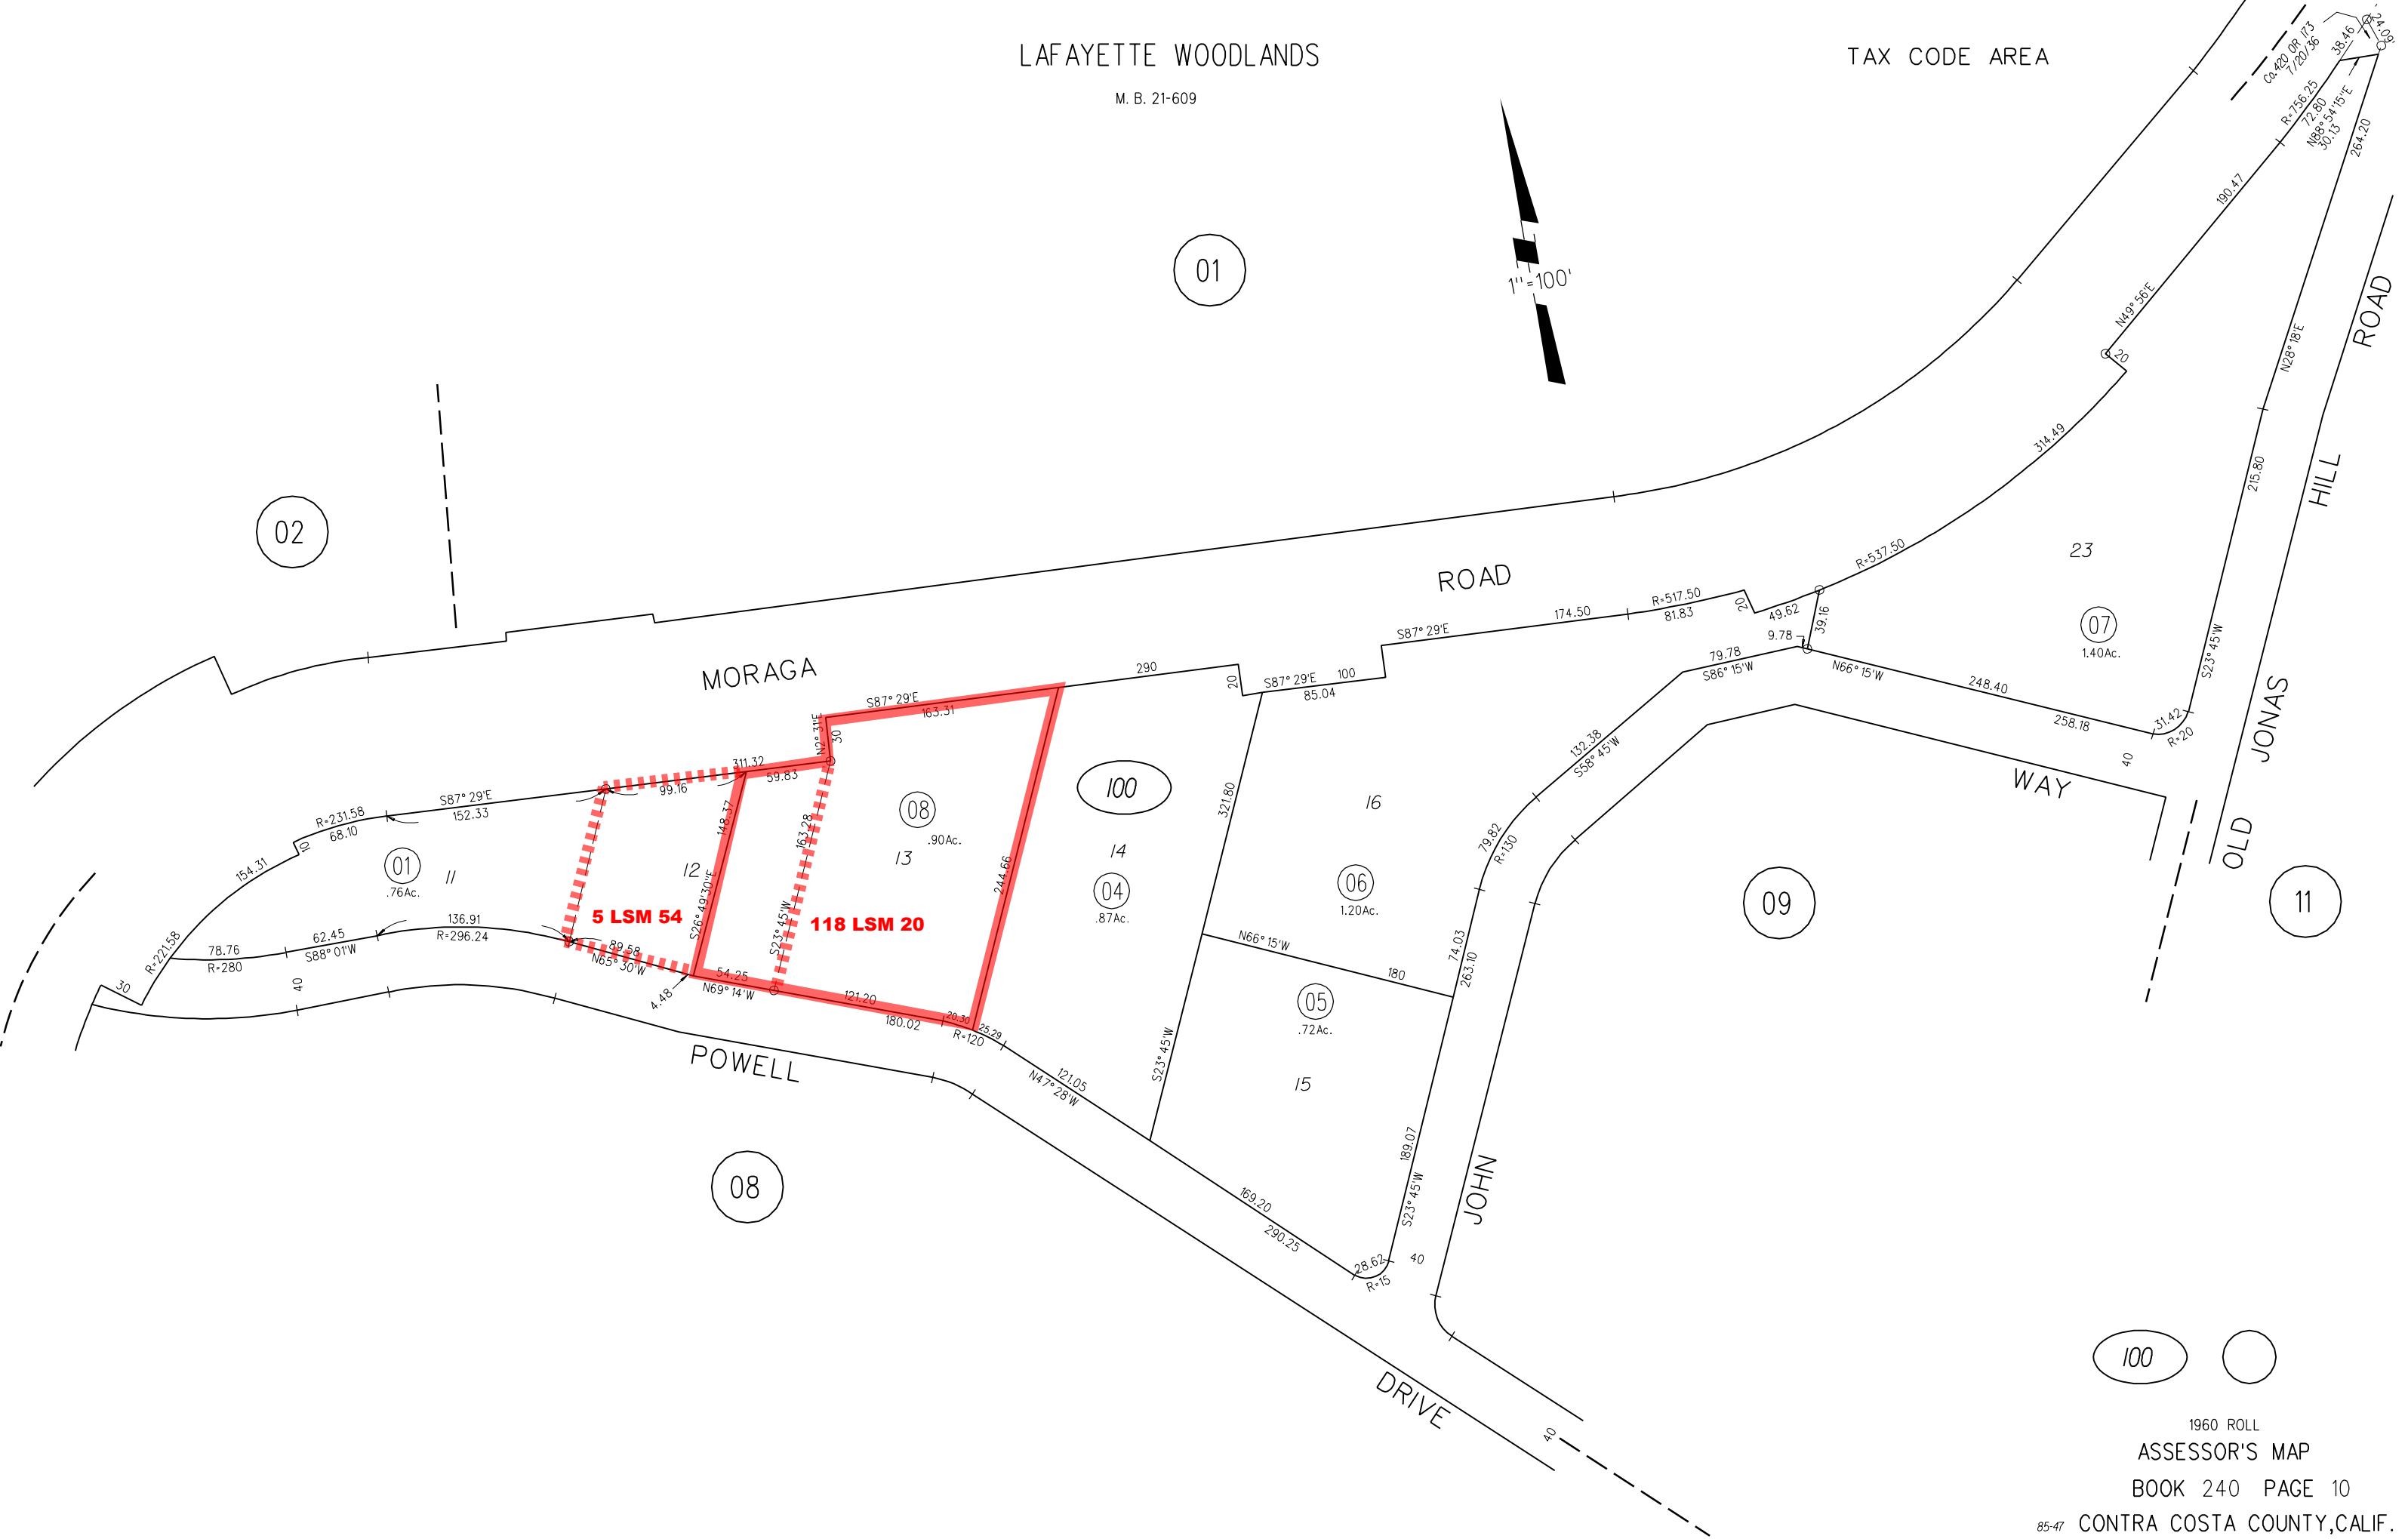 LAFAYETTE WOODLANDS
M. B. 21-609
TAX CODE AREA
Co.420 OR 173
7/20/36
38.46
24.09'
R=756.25
72.80
N88°54'15"E
30.13
264.20
190.47
N49°56'E
20
N28°18'E
ROAD
01
1"=100'
02
HILL
215.80
314.49
R=537.50
23
07
1.40Ac.
S23°45'W
ROAD
174.50
R=517.50
81.83
20
49.62
9.78
39.16
S87°29'E
100
85.04
S87°29'E
20
290
79.78
S86°15'W
N66°15'W
248.40
258.18
31.42
R=20
40
JONAS
OLD
WAY
MORAGA
S87°29'E
163.31
N2°31'E
30
311.32
59.83
99.16
S87°29'E
152.33
R=231.58
68.10
10
154.31
01
.76Ac.
11
12
148.37
S26°49'30"E
163.28
S23°45'W
08
.90Ac.
13
244.66
100
14
04
.87Ac.
321.80
16
06
1.20Ac.
132.38
S58°45'W
79.82
R=130
09
11
5 LSM 54
118 LSM 20
136.91
R=296.24
62.45
S88°01'W
78.76
R=280
R=221.58
30
40
89.58
N65°30'W
4.48
54.25
N69°14'W
121.20
180.02
20.30
R=120
25.29
N66°15'W
180
05
.72Ac.
15
74.03
263.10
S23°45'W
121.05
N47°28'W
POWELL
08
189.07
S23°45'W
JOHN
169.20
290.25
28.62
R=15
40
DRIVE
40
100
1960 ROLL
ASSESSOR'S MAP
BOOK 240 PAGE 10
85-47 CONTRA COSTA COUNTY,CALIF.